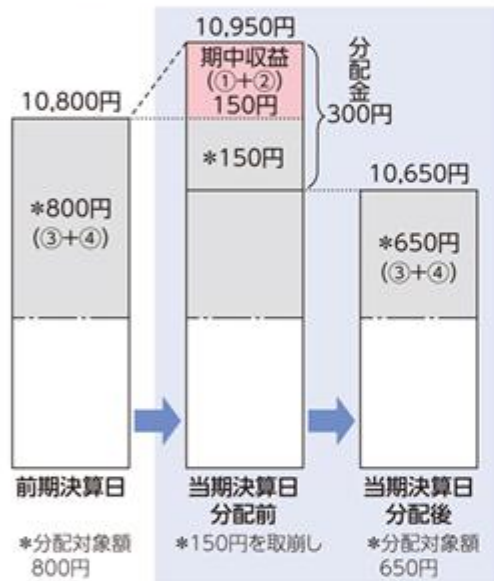 10,950円
期中収益
(①+②)
150円
分配金
300円
10,800円
*150円
10,650円
*800円
(③+④)
*650円
(③+④)
前期決算日
当期決算日
分配前
当期決算日
分配後
*分配対象額
800円
*150円を取崩し
*分配対象額
650円